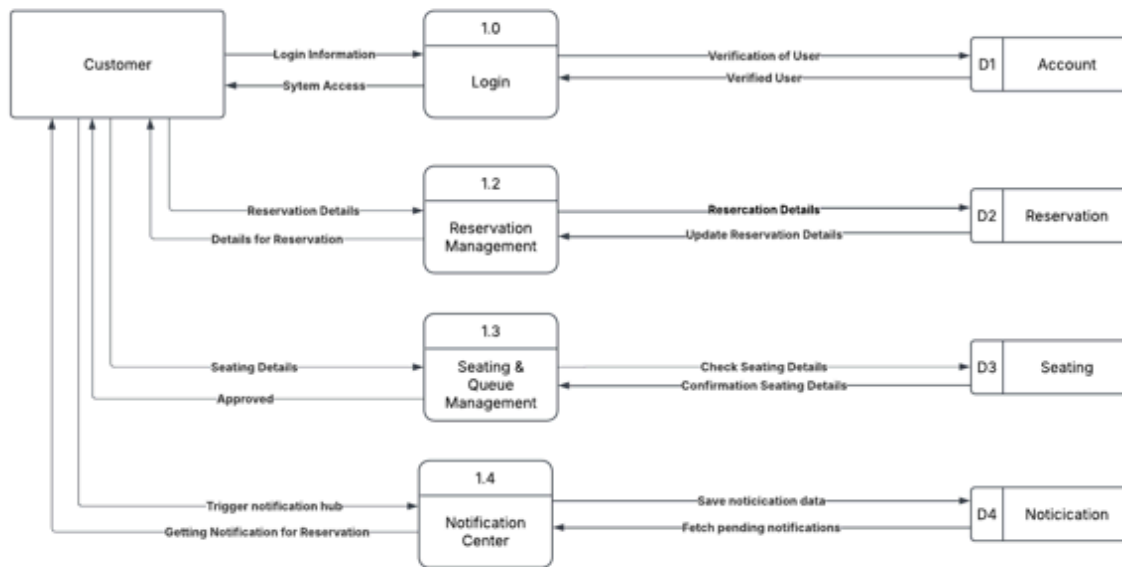 1.0
Customer
Login Information
Login
Sytem Access
Verification of User
Verified User
D1
Account
1.2
Reservation Details
Reservation
Management
Details for Reservation
Resercation Details
Update Reservation Details
D2
Reservation
1.3
Seating Details
Seating &
Queue
Management
Approved
Check Seating Details
Confirmation Seating Details
D3
Seating
1.4
Trigger notification hub
Notification
Center
Getting Notification for Reservation
Save noticication data
Fetch pending notifications
D4
Noticication